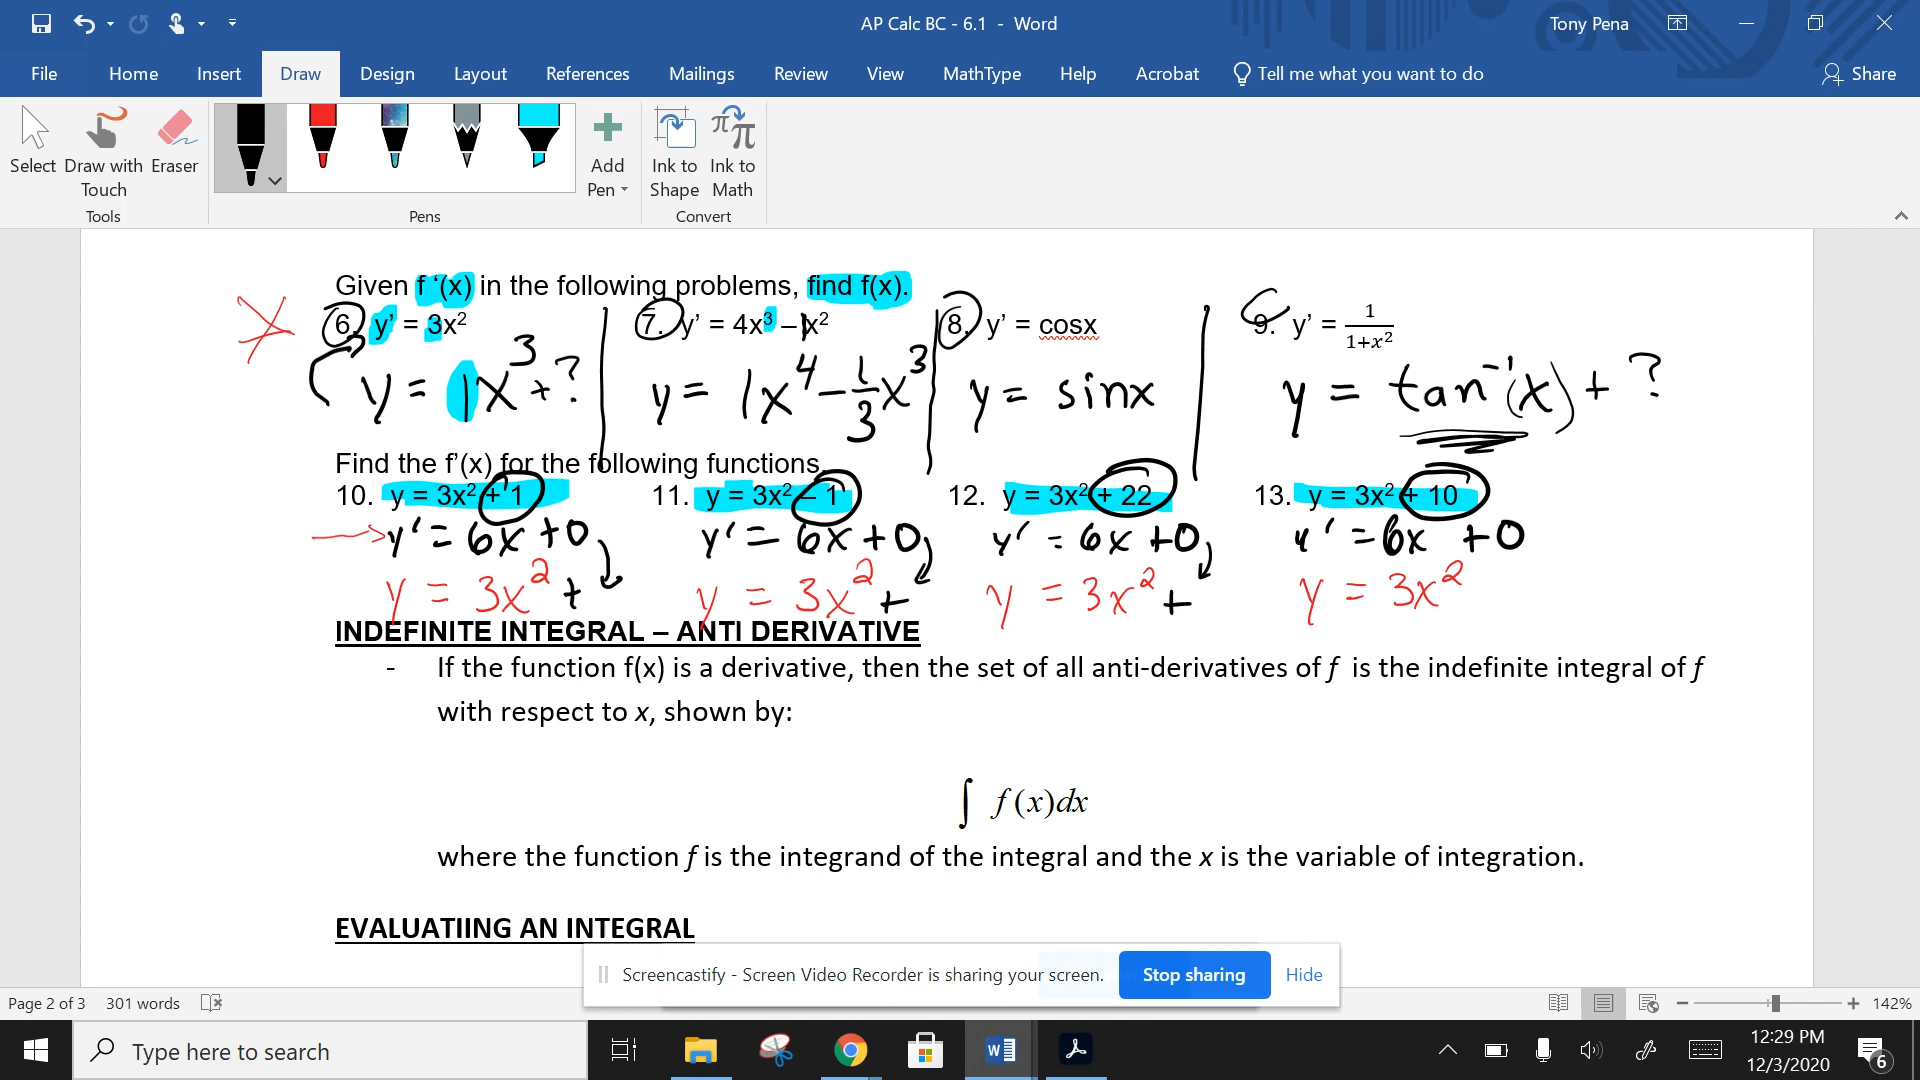 AP Calc BC - 6.1 - Word
Tony Pena
File Home Insert Draw Design Layout References Mailings Review View MathType Help Acrobat Tell me what you want to do Share
Select Draw with Touch Eraser Add Pen Ink to Shape Ink to Math
Tools Pens Convert
Given f '(x) in the following problems, find f(x).
6. y' = 3x² 7. y' = 4x³ – 1x² 8. y' = cosx 9. y' = 1/(1+x²)
y = 1x³ + ? y = 1x⁴ – 1/3 x³ y = sinx y = tan⁻¹(x) + ?
Find the f'(x) for the following functions.
10. y = 3x² + 1 11. y = 3x² – 1 12. y = 3x² + 22 13. y = 3x² + 10
y' = 6x + 0 y' = 6x + 0 y' = 6x + 0 y' = 6x + 0
y = 3x² + y = 3x² + y = 3x² + y = 3x²
INDEFINITE INTEGRAL – ANTI DERIVATIVE
- If the function f(x) is a derivative, then the set of all anti-derivatives of f is the indefinite integral of f
with respect to x, shown by:
∫ f(x)dx
where the function f is the integrand of the integral and the x is the variable of integration.
EVALUATIING AN INTEGRAL
Screencastify - Screen Video Recorder is sharing your screen. Stop sharing Hide
Page 2 of 3 301 words 142%
Type here to search
12:29 PM
12/3/2020
6